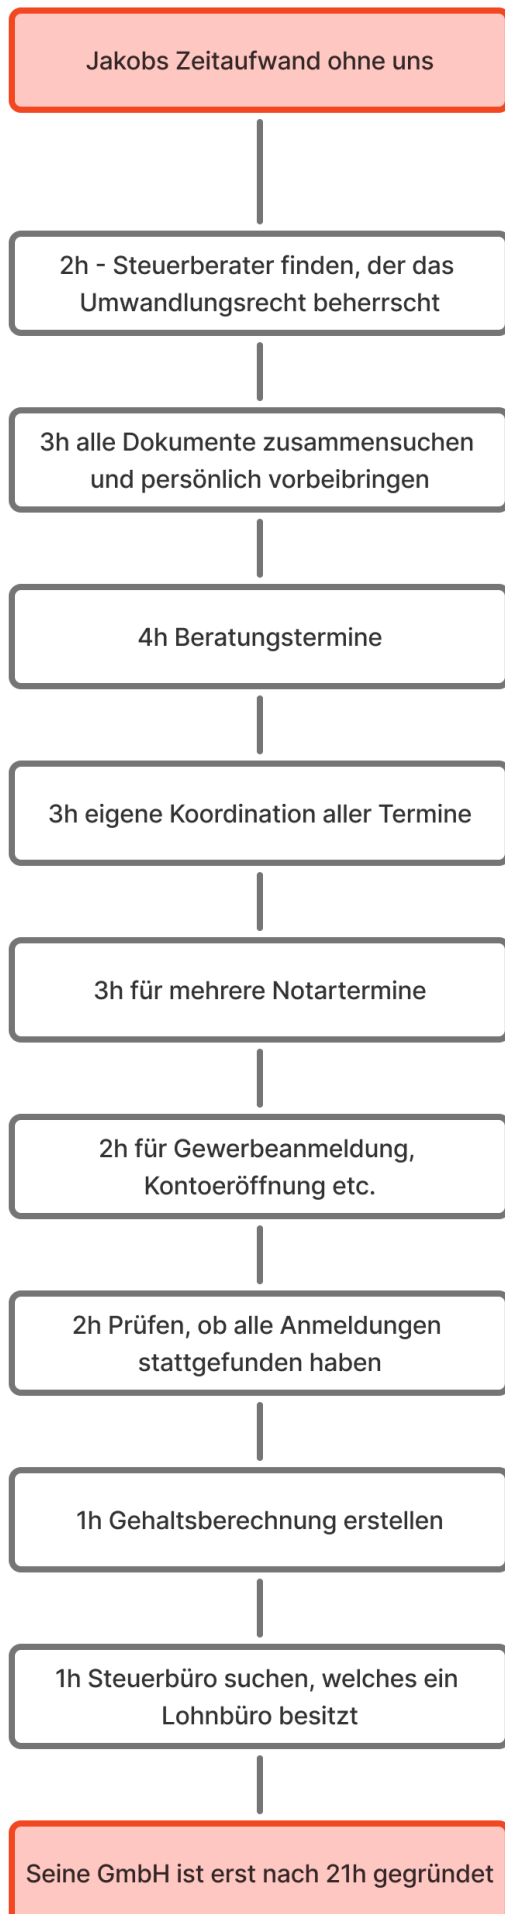 Jakobs Zeitaufwand ohne uns
2h - Steuerberater finden, der das
Umwandlungsrecht beherrscht
3h alle Dokumente zusammensuchen
und persönlich vorbeibringen
4h Beratungstermine
3h eigene Koordination aller Termine
3h für mehrere Notartermine
2h für Gewerbeanmeldung,
Kontoeröffnung etc.
2h Prüfen, ob alle Anmeldungen
stattgefunden haben
1h Gehaltsberechnung erstellen
1h Steuerbüro suchen, welches ein
Lohnbüro besitzt
Seine GmbH ist erst nach 21h gegründet